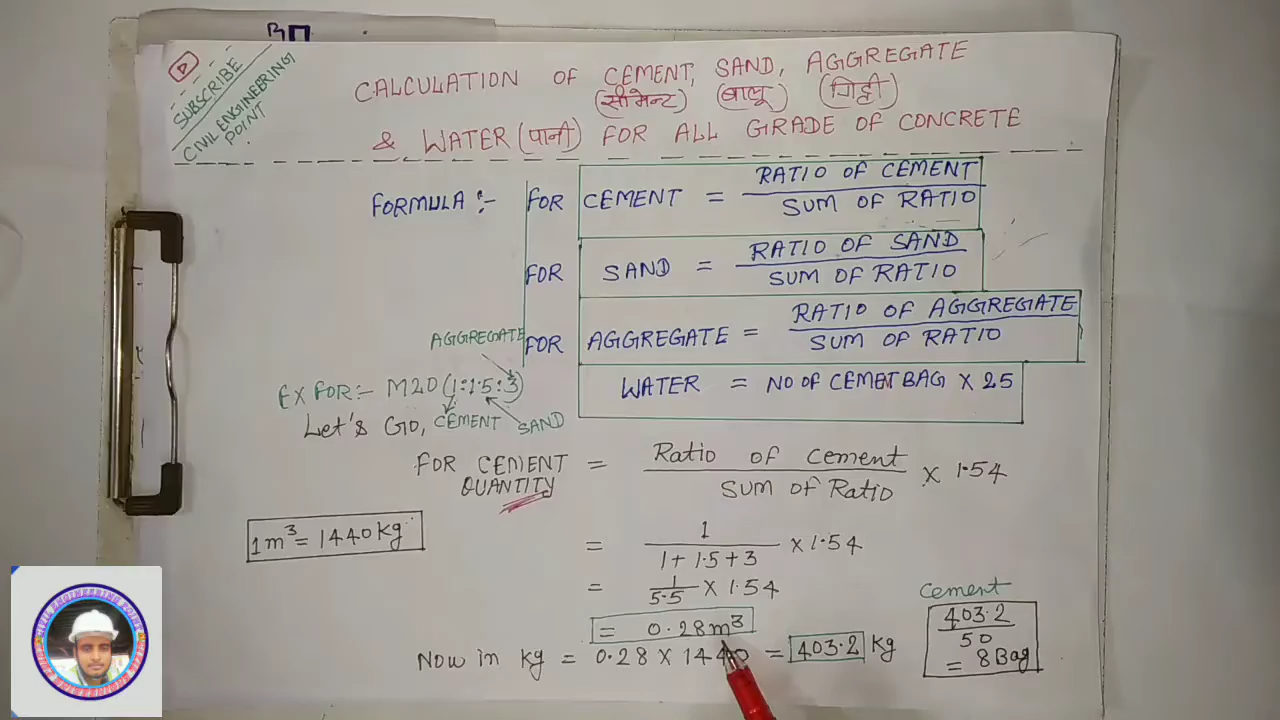 SUBSCRIBE
CIVIL ENGINEERING
POINT
CALCULATION OF CEMENT, SAND, AGGREGATE
(सीमेन्ट) (बालू) (गिट्टी)
& WATER (पानी) FOR ALL GRADE OF CONCRETE
FORMULA :- FOR CEMENT = RATIO OF CEMENT
SUM OF RATIO
FOR SAND = RATIO OF SAND
SUM OF RATIO
FOR AGGREGATE = RATIO OF AGGREGATE
SUM OF RATIO
WATER = NO OF CEMET BAG × 25
AGGREGATE
EX FOR:- M20 (1:1.5:3)
CEMENT SAND
Let's GO,
FOR CEMENT QUANTITY = Ratio of Cement
SUM OF Ratio × 1.54
1m³ = 1440 kg
= 1
1+1.5+3 × 1.54
= 1
5.5 × 1.54
= 0.28m³
Now in kg = 0.28 × 1440 = 403.2 kg
Cement
403.2
50
= 8 Bag
CIVIL ENGINEERING POINT